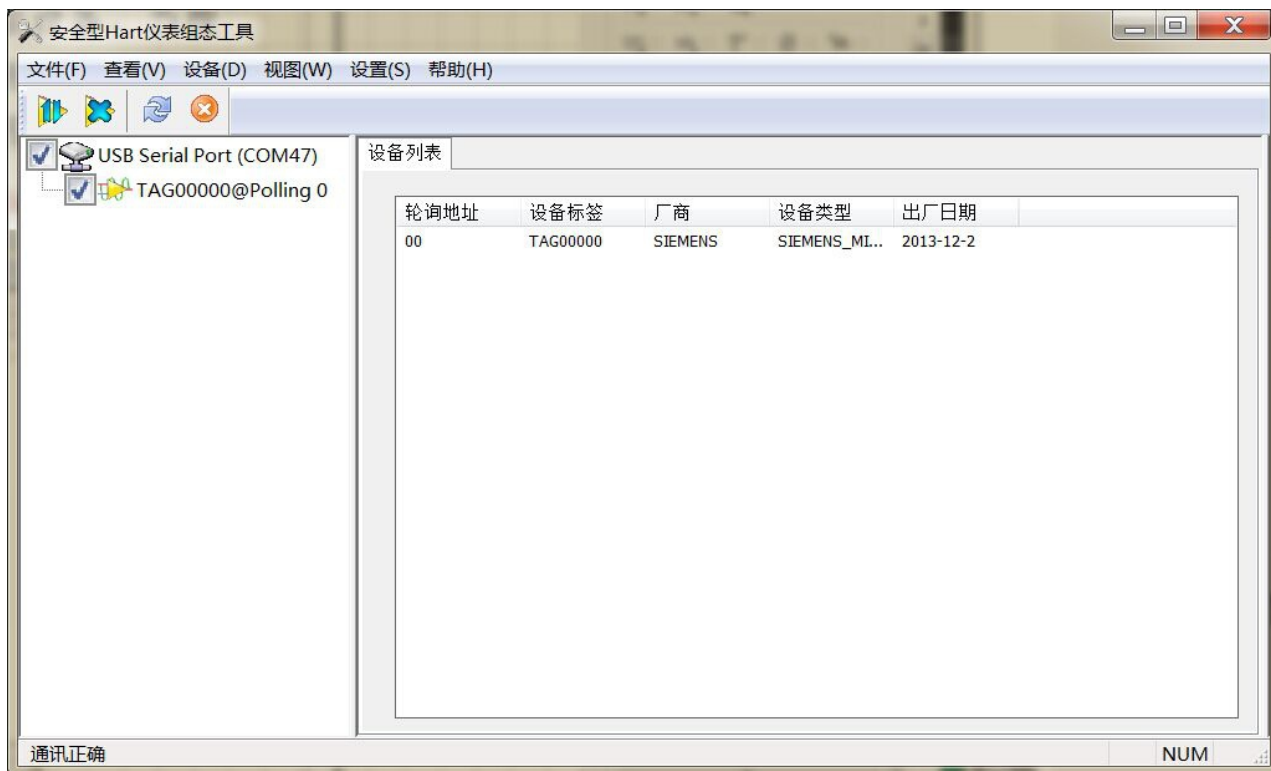 安全型Hart仪表组态工具
文件(F) 查看(V) 设备(D) 视图(W) 设置(S) 帮助(H)
USB Serial Port (COM47)
TAG00000@Polling 0
设备列表
轮询地址 设备标签 厂商 设备类型 出厂日期
00 TAG00000 SIEMENS SIEMENS_MI... 2013-12-2
通讯正确 NUM